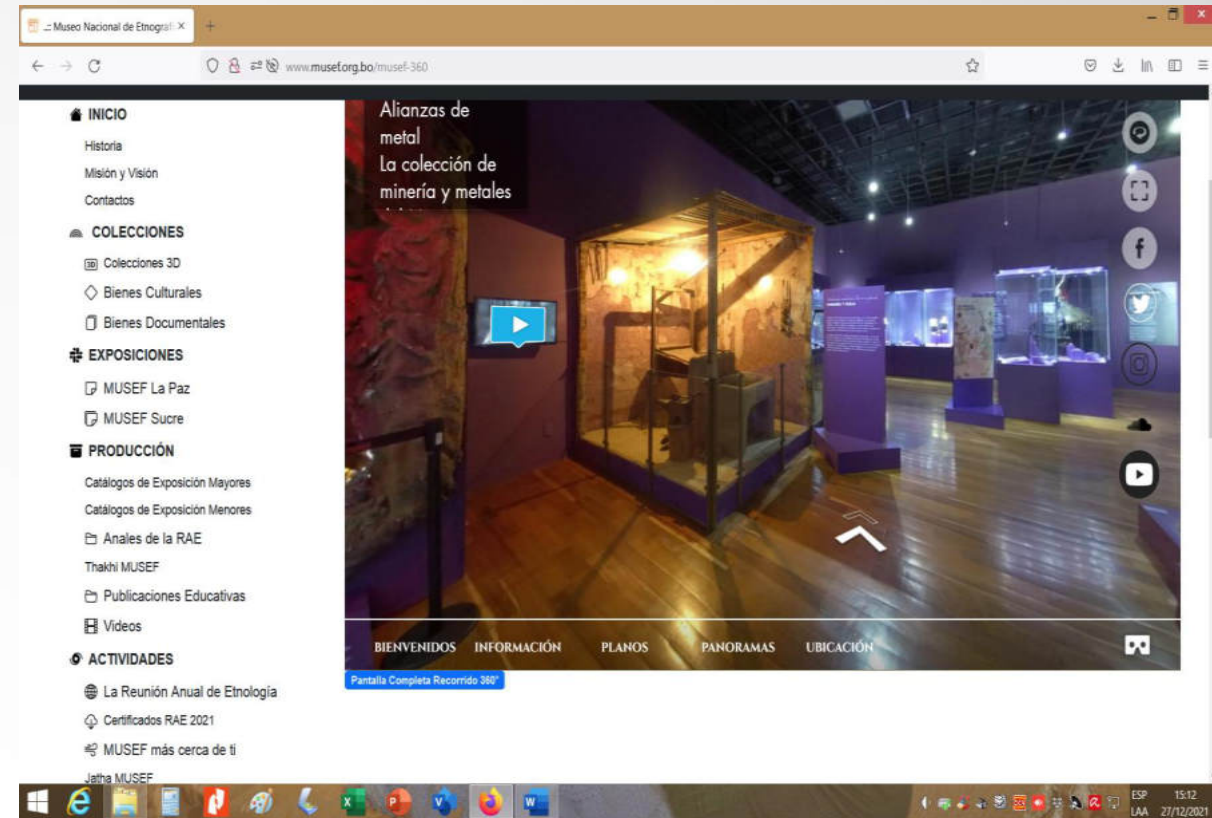 .:: Museo Nacional de Etnograf
www.musef.org.bo/musef-360
INICIO
Historia
Misión y Visión
Contactos
COLECCIONES
3D Colecciones 3D
Bienes Culturales
Bienes Documentales
EXPOSICIONES
MUSEF La Paz
MUSEF Sucre
PRODUCCIÓN
Catálogos de Exposición Mayores
Catálogos de Exposición Menores
Anales de la RAE
Thakhi MUSEF
Publicaciones Educativas
Videos
ACTIVIDADES
La Reunión Anual de Etnología
Certificados RAE 2021
MUSEF más cerca de ti
Jatha MUSEF
Alianzas de
metal
La colección de
minería y metales
BIENVENIDOS INFORMACIÓN PLANOS PANORAMAS UBICACIÓN
Pantalla Completa Recorrido 360°
ESP 15:12
LAA 27/12/2021